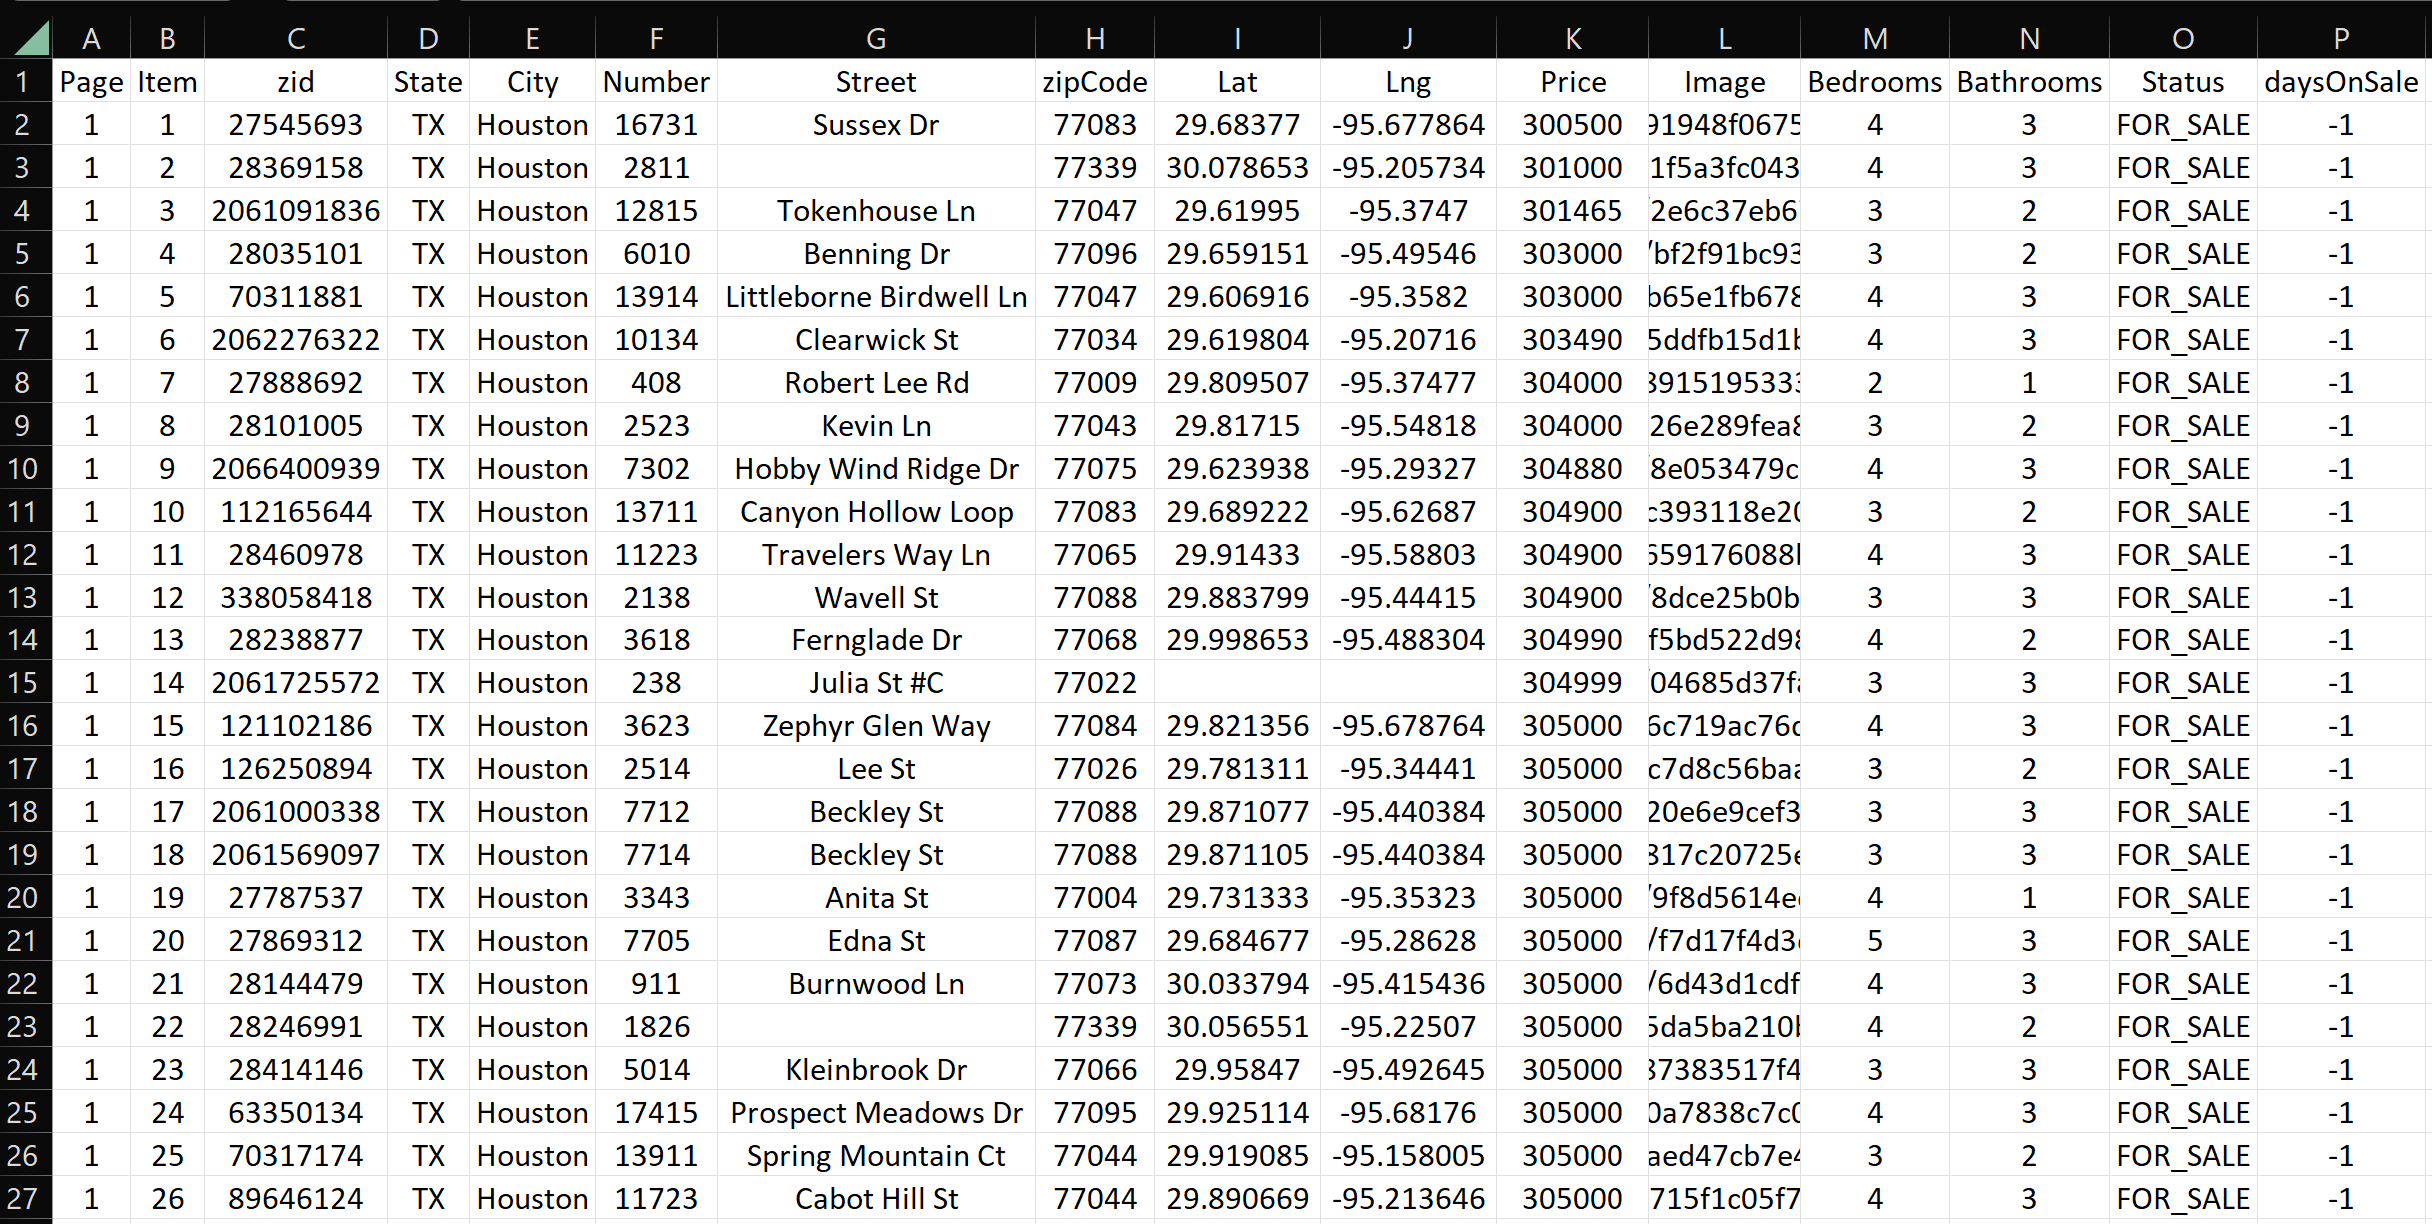 A B C D E F G H I J K L M N O P
1 Page Item zid State City Number Street zipCode Lat Lng Price Image Bedrooms Bathrooms Status daysOnSale
2 1 1 27545693 TX Houston 16731 Sussex Dr 77083 29.68377 -95.677864 300500 91948f0675 4 3 FOR_SALE -1
3 1 2 28369158 TX Houston 2811 77339 30.078653 -95.205734 301000 1f5a3fc043 4 3 FOR_SALE -1
4 1 3 2061091836 TX Houston 12815 Tokenhouse Ln 77047 29.61995 -95.3747 301465 2e6c37eb6 3 2 FOR_SALE -1
5 1 4 28035101 TX Houston 6010 Benning Dr 77096 29.659151 -95.49546 303000 /bf2f91bc93 3 2 FOR_SALE -1
6 1 5 70311881 TX Houston 13914 Littleborne Birdwell Ln 77047 29.606916 -95.3582 303000 b65e1fb678 4 3 FOR_SALE -1
7 1 6 2062276322 TX Houston 10134 Clearwick St 77034 29.619804 -95.20716 303490 5ddfb15d1b 4 3 FOR_SALE -1
8 1 7 27888692 TX Houston 408 Robert Lee Rd 77009 29.809507 -95.37477 304000 3915195333 2 1 FOR_SALE -1
9 1 8 28101005 TX Houston 2523 Kevin Ln 77043 29.81715 -95.54818 304000 26e289fea8 3 2 FOR_SALE -1
10 1 9 2066400939 TX Houston 7302 Hobby Wind Ridge Dr 77075 29.623938 -95.29327 304880 /8e053479c 4 3 FOR_SALE -1
11 1 10 112165644 TX Houston 13711 Canyon Hollow Loop 77083 29.689222 -95.62687 304900 c393118e20 3 2 FOR_SALE -1
12 1 11 28460978 TX Houston 11223 Travelers Way Ln 77065 29.91433 -95.58803 304900 659176088 4 3 FOR_SALE -1
13 1 12 338058418 TX Houston 2138 Wavell St 77088 29.883799 -95.44415 304900 /8dce25b0b 3 3 FOR_SALE -1
14 1 13 28238877 TX Houston 3618 Fernglade Dr 77068 29.998653 -95.488304 304990 f5bd522d98 4 2 FOR_SALE -1
15 1 14 2061725572 TX Houston 238 Julia St #C 77022 304999 /04685d37f 3 3 FOR_SALE -1
16 1 15 121102186 TX Houston 3623 Zephyr Glen Way 77084 29.821356 -95.678764 305000 6c719ac76 4 3 FOR_SALE -1
17 1 16 126250894 TX Houston 2514 Lee St 77026 29.781311 -95.34441 305000 c7d8c56baa 3 2 FOR_SALE -1
18 1 17 2061000338 TX Houston 7712 Beckley St 77088 29.871077 -95.440384 305000 20e6e9cef3 3 3 FOR_SALE -1
19 1 18 2061569097 TX Houston 7714 Beckley St 77088 29.871105 -95.440384 305000 817c20725e 3 3 FOR_SALE -1
20 1 19 27787537 TX Houston 3343 Anita St 77004 29.731333 -95.35323 305000 /9f8d5614e 4 1 FOR_SALE -1
21 1 20 27869312 TX Houston 7705 Edna St 77087 29.684677 -95.28628 305000 /f7d17f4d3 5 3 FOR_SALE -1
22 1 21 28144479 TX Houston 911 Burnwood Ln 77073 30.033794 -95.415436 305000 /6d43d1cdf 4 3 FOR_SALE -1
23 1 22 28246991 TX Houston 1826 77339 30.056551 -95.22507 305000 5da5ba210 4 2 FOR_SALE -1
24 1 23 28414146 TX Houston 5014 Kleinbrook Dr 77066 29.95847 -95.492645 305000 87383517f4 3 3 FOR_SALE -1
25 1 24 63350134 TX Houston 17415 Prospect Meadows Dr 77095 29.925114 -95.68176 305000 0a7838c7c0 4 3 FOR_SALE -1
26 1 25 70317174 TX Houston 13911 Spring Mountain Ct 77044 29.919085 -95.158005 305000 aed47cb7e4 3 2 FOR_SALE -1
27 1 26 89646124 TX Houston 11723 Cabot Hill St 77044 29.890669 -95.213646 305000 715f1c05f7 4 3 FOR_SALE -1